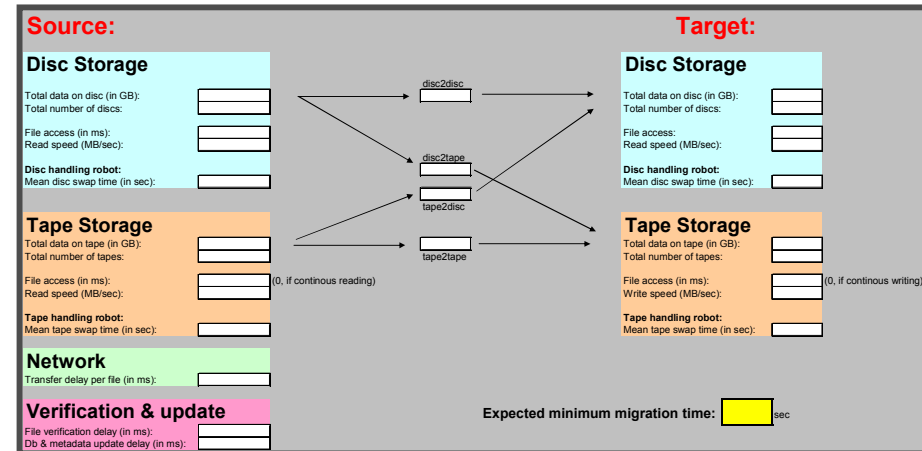 Source:
Target:
Disc Storage
Total data on disc (in GB):
Total number of discs:
File access (in ms):
Read speed (MB/sec):
Disc handling robot:
Mean disc swap time (in sec):
disc2disc
disc2tape
tape2disc
tape2tape
Disc Storage
Total data on disc (in GB):
Total number of discs:
File access:
Read speed (MB/sec):
Disc handling robot:
Mean disc swap time (in sec):
Tape Storage
Total data on tape (in GB):
Total number of tapes:
File access (in ms):
(0, if continous reading)
Read speed (MB/sec):
Tape handling robot:
Mean tape swap time (in sec):
Tape Storage
Total data on tape (in GB):
Total number of tapes:
File access (in ms):
(0, if continous writing)
Write speed (MB/sec):
Tape handling robot:
Mean tape swap time (in sec):
Network
Transfer delay per file (in ms):
Verification & update
File verification delay (in ms):
Db & metadata update delay (in ms):
Expected minimum migration time:
sec